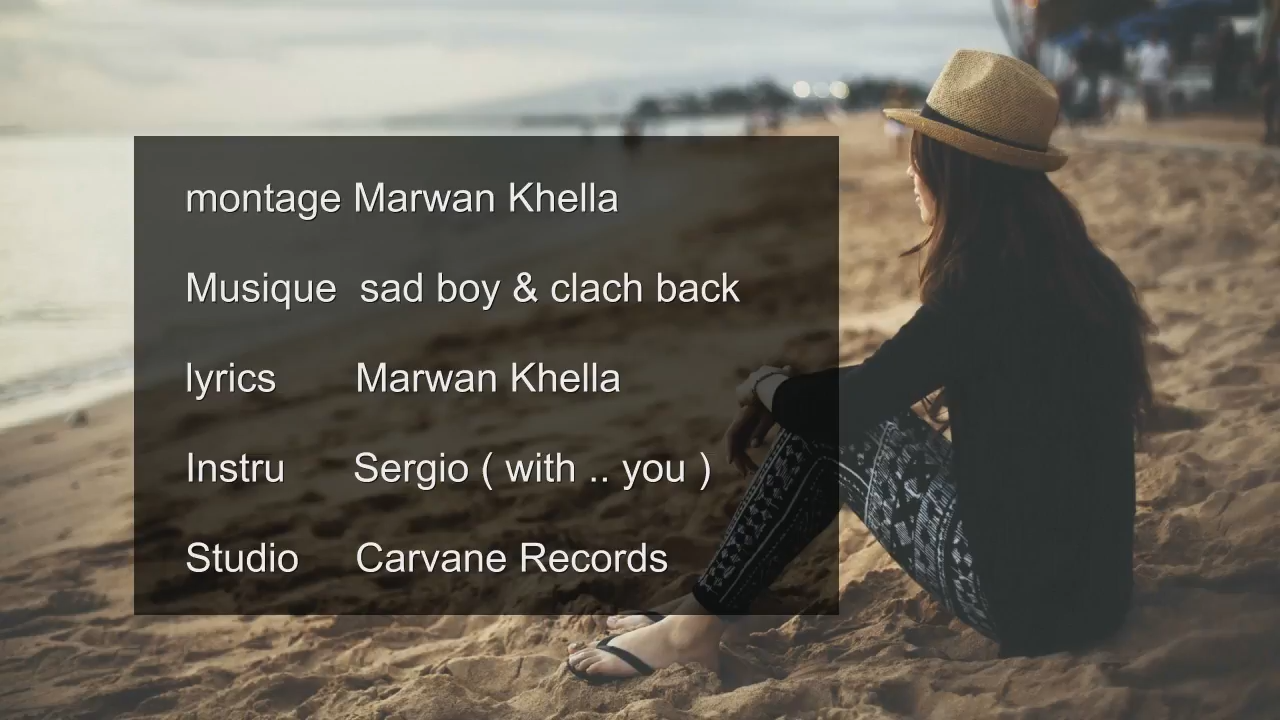 montage Marwan Khella
Musique sad boy & clach back
lyrics Marwan Khella
Instru Sergio ( with .. you )
Studio Carvane Records